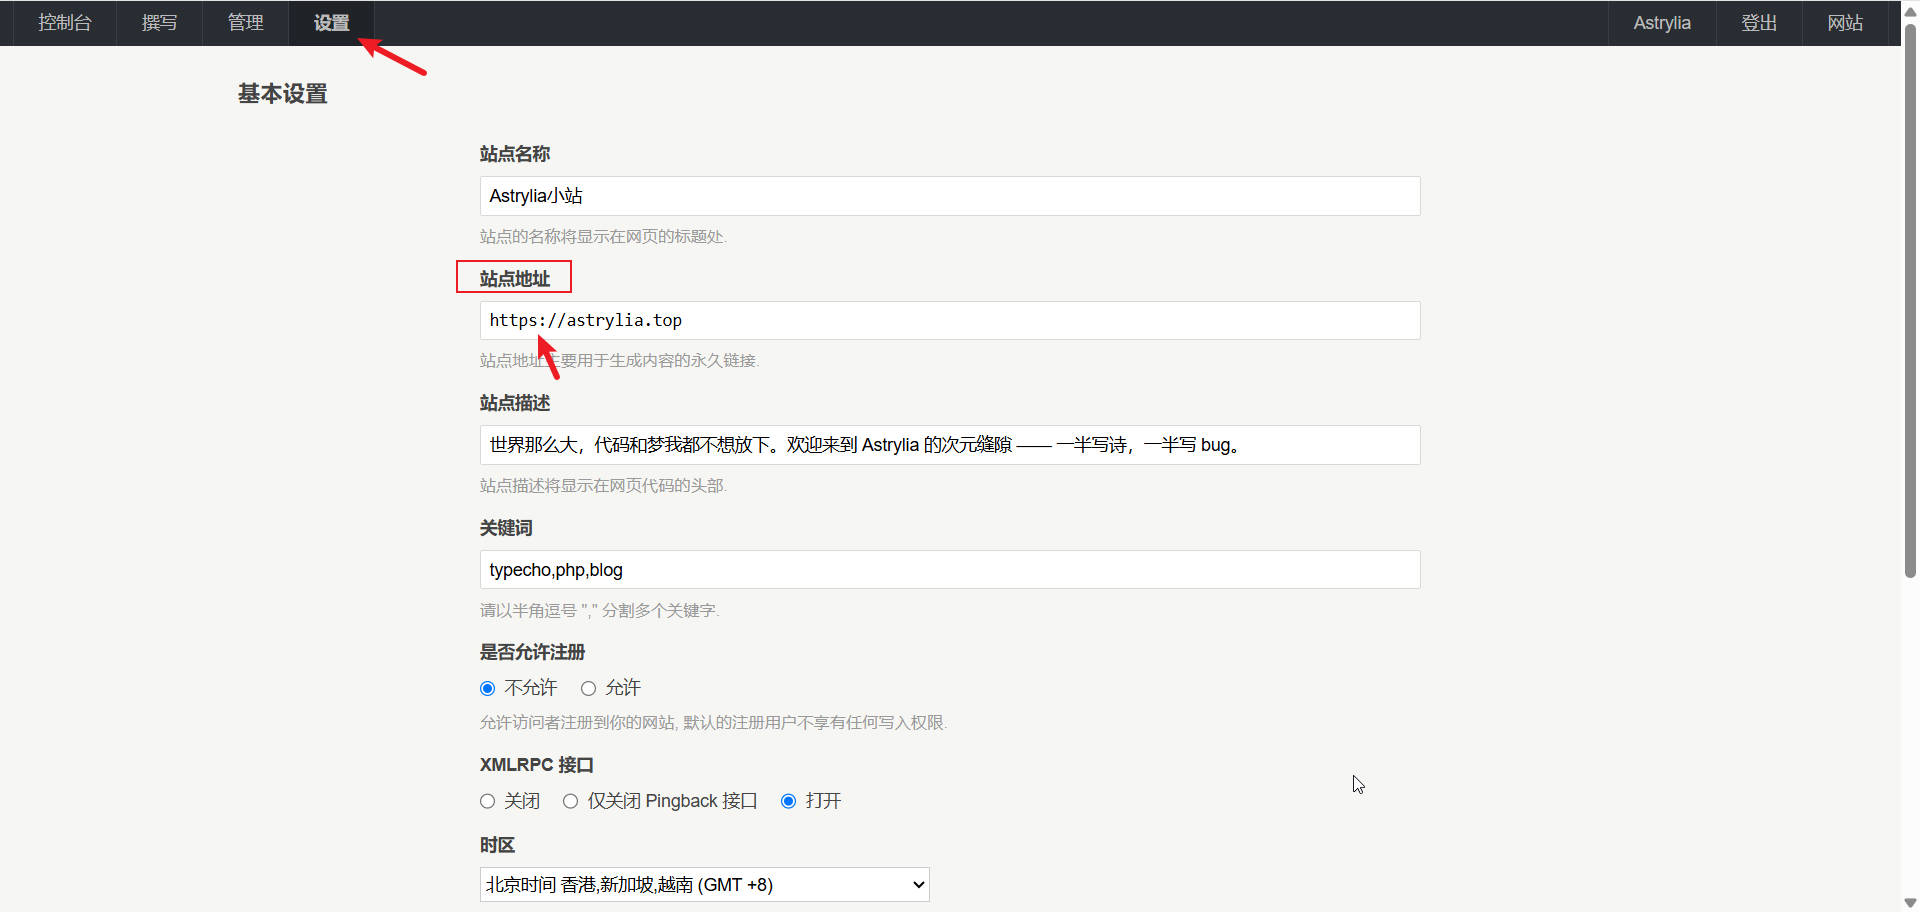 控制台 撰写 管理 设置 Astrylia 登出 网站
基本设置
站点名称
Astrylia小站
站点的名称将显示在网页的标题处.
站点地址
https://astrylia.top
站点地址主要用于生成内容的永久链接.
站点描述
世界那么大，代码和梦我都不想放下。欢迎来到 Astrylia 的次元缝隙 —— 一半写诗，一半写 bug。
站点描述将显示在网页代码的头部.
关键词
typecho,php,blog
请以半角逗号 "," 分割多个关键字.
是否允许注册
不允许 允许
允许访问者注册到你的网站, 默认的注册用户不享有任何写入权限.
XMLRPC 接口
关闭 仅关闭 Pingback 接口 打开
时区
北京时间 香港,新加坡,越南 (GMT +8)